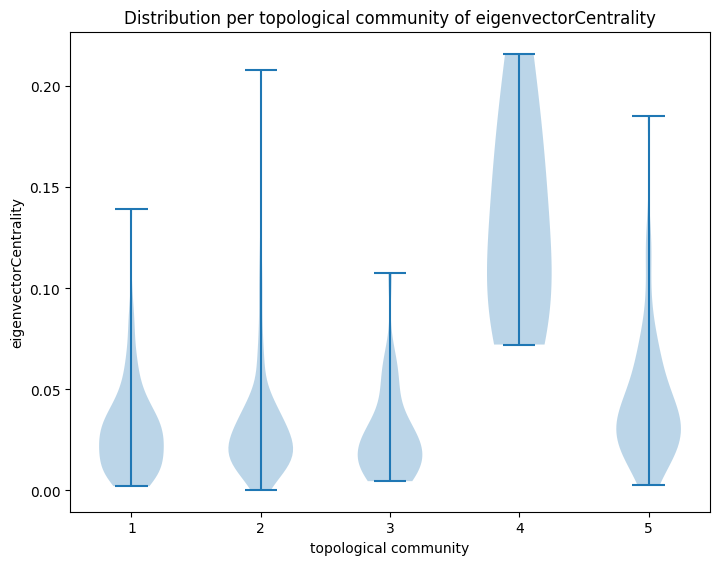 Distribution per topological community of eigenvectorCentrality
eigenvectorCentrality
0.20
0.15
0.10
0.05
0.00
1 2 3 4 5
topological community